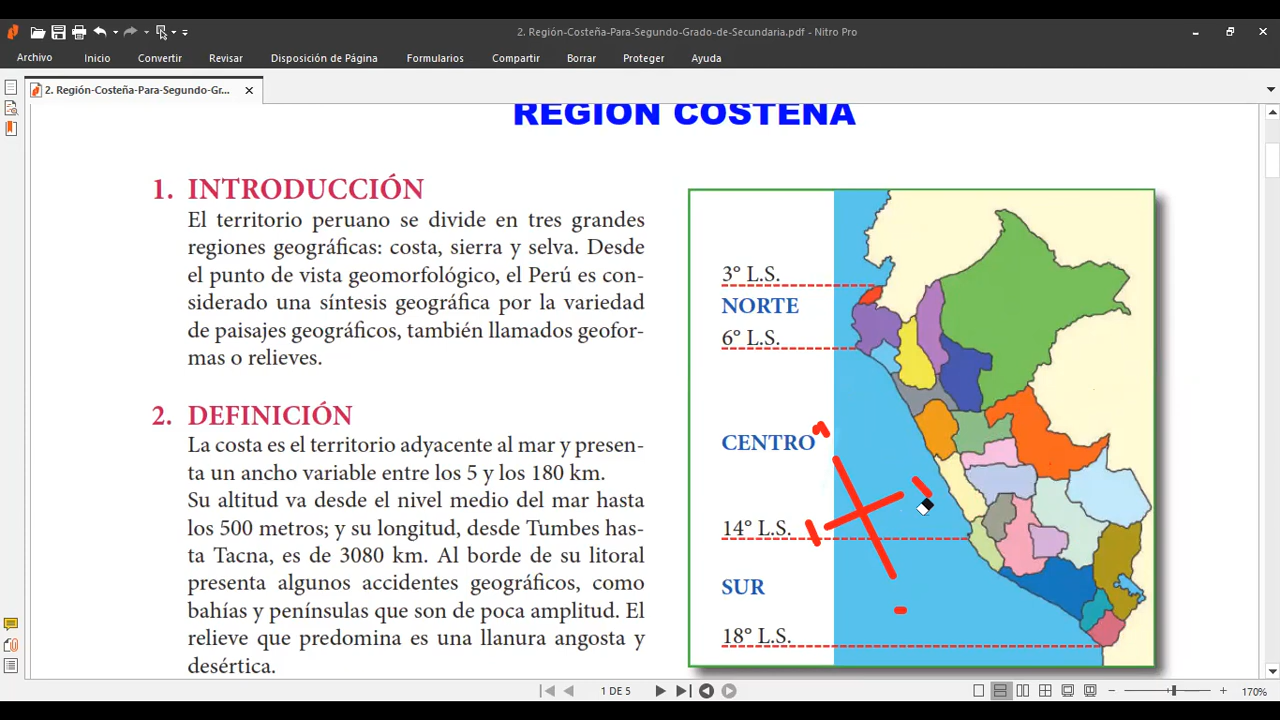 2. Región-Costeña-Para-Segundo-Grado-de-Secundaria.pdf - Nitro Pro
Archivo Inicio Convertir Revisar Disposición de Página Formularios Compartir Borrar Proteger Ayuda
2. Región-Costeña-Para-Segundo-Gr...
REGIÓN COSTEÑA
1. INTRODUCCIÓN
El territorio peruano se divide en tres grandes
regiones geográficas: costa, sierra y selva. Desde
el punto de vista geomorfológico, el Perú es con-
siderado una síntesis geográfica por la variedad
de paisajes geográficos, también llamados geofor-
mas o relieves.
2. DEFINICIÓN
La costa es el territorio adyacente al mar y presen-
ta un ancho variable entre los 5 y los 180 km.
Su altitud va desde el nivel medio del mar hasta
los 500 metros; y su longitud, desde Tumbes has-
ta Tacna, es de 3080 km. Al borde de su litoral
presenta algunos accidentes geográficos, como
bahías y penínsulas que son de poca amplitud. El
relieve que predomina es una llanura angosta y
desértica.
3° L.S.
NORTE
6° L.S.
CENTRO
14° L.S.
SUR
18° L.S.
1 DE 5
170%